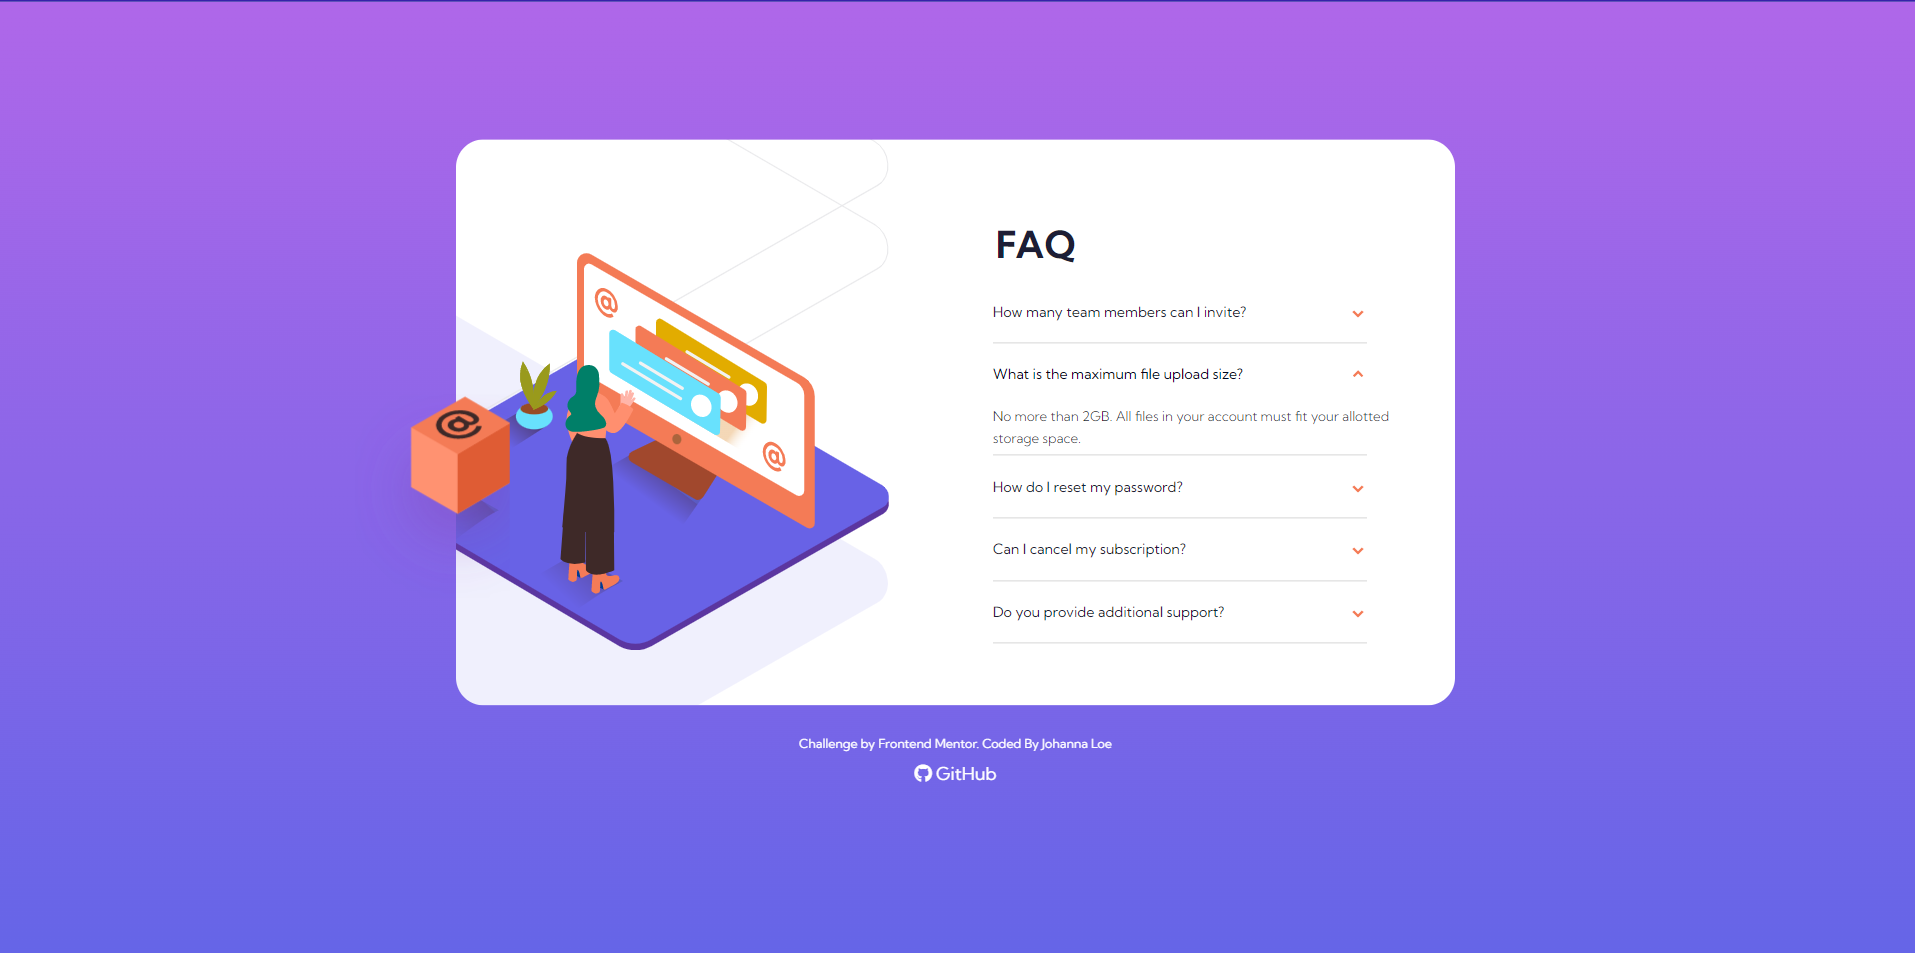 FAQ
How many team members can I invite?
What is the maximum file upload size?
No more than 2GB. All files in your account must fit your allotted
storage space.
How do I reset my password?
Can I cancel my subscription?
Do you provide additional support?
@
@
@
Challenge by Frontend Mentor. Coded By Johanna Loe
GitHub